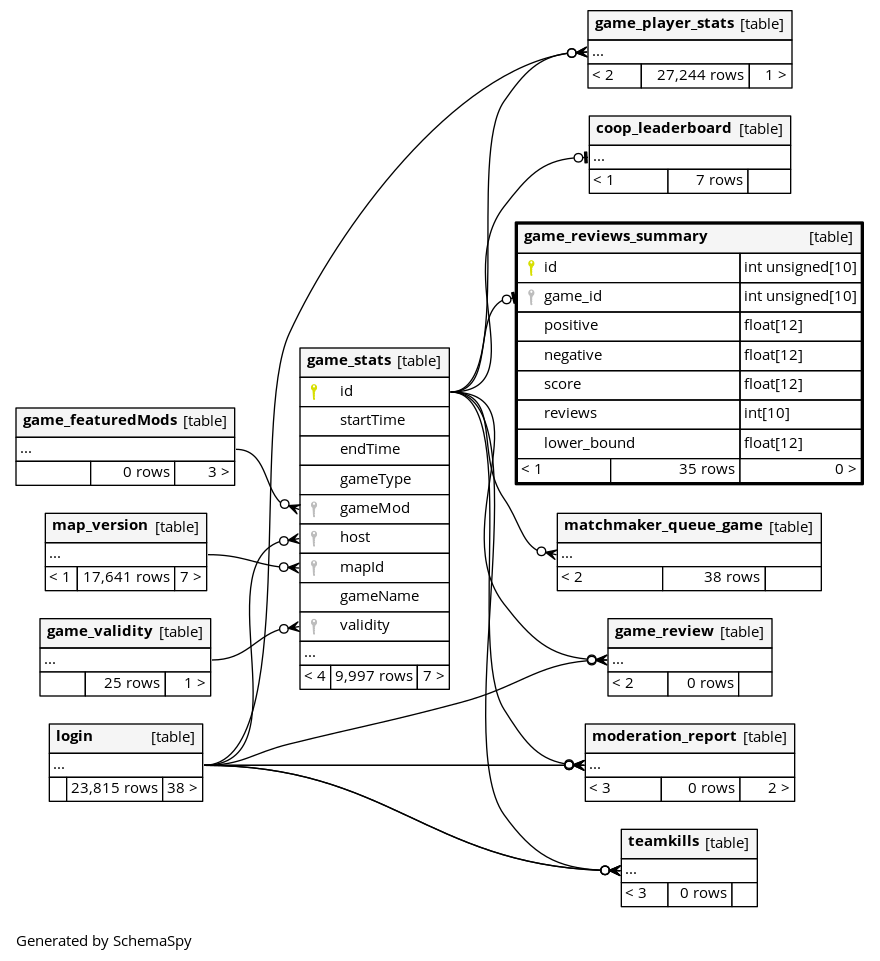 game_player_stats [table]
...
< 2 27,244 rows 1 >
coop_leaderboard [table]
...
< 1 7 rows
game_reviews_summary [table]
id int unsigned[10]
game_id int unsigned[10]
positive float[12]
negative float[12]
score float[12]
reviews int[10]
lower_bound float[12]
< 1 35 rows 0 >
game_stats [table]
id
startTime
endTime
gameType
gameMod
host
mapId
gameName
validity
...
< 4 9,997 rows 7 >
game_featuredMods [table]
...
0 rows 3 >
map_version [table]
...
< 1 17,641 rows 7 >
game_validity [table]
...
25 rows 1 >
login [table]
...
23,815 rows 38 >
matchmaker_queue_game [table]
...
< 2 38 rows
game_review [table]
...
< 2 0 rows
moderation_report [table]
...
< 3 0 rows 2 >
teamkills [table]
...
< 3 0 rows
Generated by SchemaSpy